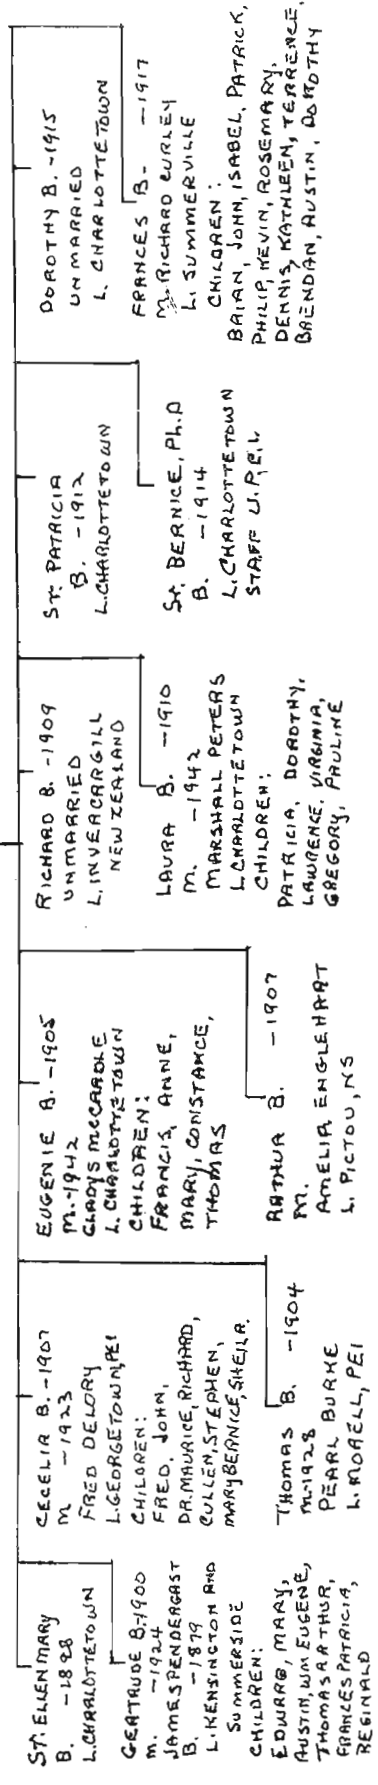 ST. ELLEN MARY
B. -1898
L. CHARLOTTETOWN
GERTRUDE B.-1900
M. -1924
JAMES PENDERGAST
B. -1879
L. KENSINGTON AND
SUMMERSIDE
CHILDREN:
EDWARD, MARY,
AUSTIN, WM EUGENE,
THOMAS ARTHUR,
FRANCES PATRICIA,
REGINALD
CECELIA B. -1907
M -1923
FRED DELORY
L. GEORGETOWN, PEI
CHILDREN:
FRED, JOHN,
DR. MAURICE, RICHARD,
CULLEN, STEPHEN,
MARY BERNICE, SHEILA.
THOMAS B. -1904
M-1928
PEARL BURKE
L. MORELL, PEI
EUGENIE B. -1905
M.-1942
GLADYS MCCARDLE
L. CHARLOTTETOWN
CHILDREN:
FRANCIS, ANNE,
MARY, CONSTANCE,
THOMAS
ARTHUR B. -1907
M.
AMELIA ENGLEHART
L. PICTOU, NS
RICHARD B. -1909
UNMARRIED
L. INVERCARGILL
NEW ZEALAND
LAURA B. -1910
M. -1942
MARSHALL PETERS
L. CHARLOTTETOWN
CHILDREN:
PATRICIA, DOROTHY,
LAWRENCE, VIRGINIA,
GREGORY, PAULINE
Sr. PATRICIA
B. -1912
L. CHARLOTTETOWN
Sr. BERNICE, Ph.D
B. -1914
L. CHARLOTTETOWN
STAFF U.P.E.I.
DOROTHY B. -1915
UNMARRIED
L. CHARLOTTETOWN
FRANCES B- -1917
M. RICHARD CURLEY
L. SUMMERVILLE
CHILDREN:
BRIAN, JOHN, ISABEL, PATRICK,
PHILIP, KEVIN, ROSEMARY,
DENNIS, KATHLEEN, TERRENCE,
BRENDAN, AUSTIN, DOROTHY